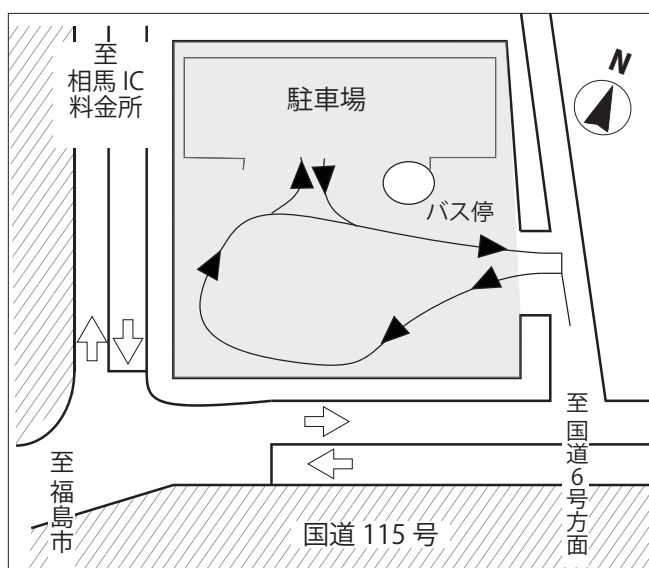 至
相馬 IC
料金所
駐車場
N
バス停
至国道6号方面
至福島市
国道 115 号